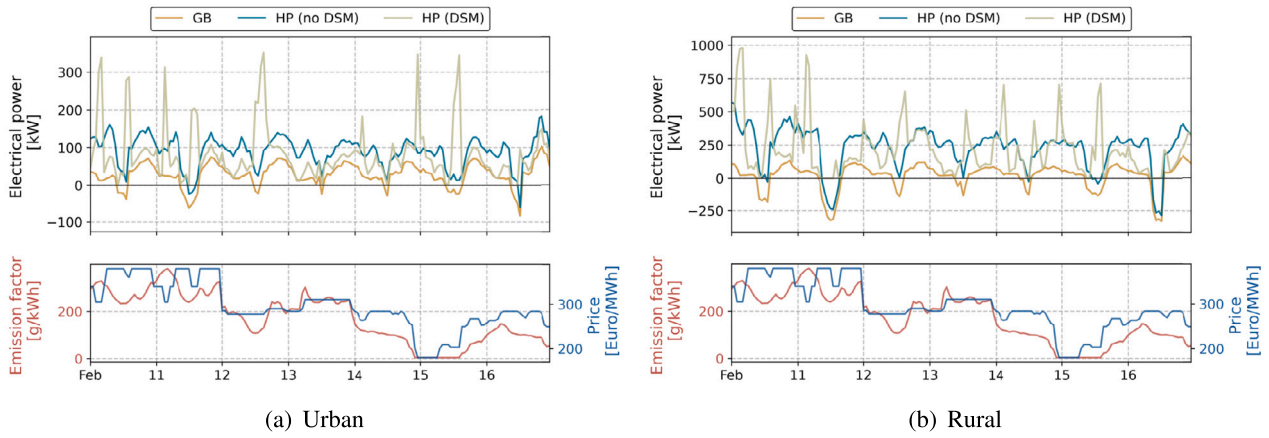 GB HP (no DSM) HP (DSM)
Electrical power
[kW]
300
200
100
0
−100
Emission factor
[g/kWh]
200
0
300
200
Price
[Euro/MWh]
Feb 11 12 13 14 15 16
(a) Urban
GB HP (no DSM) HP (DSM)
Electrical power
[kW]
1000
750
500
250
0
−250
Emission factor
[g/kWh]
200
0
300
200
Price
[Euro/MWh]
Feb 11 12 13 14 15 16
(b) Rural